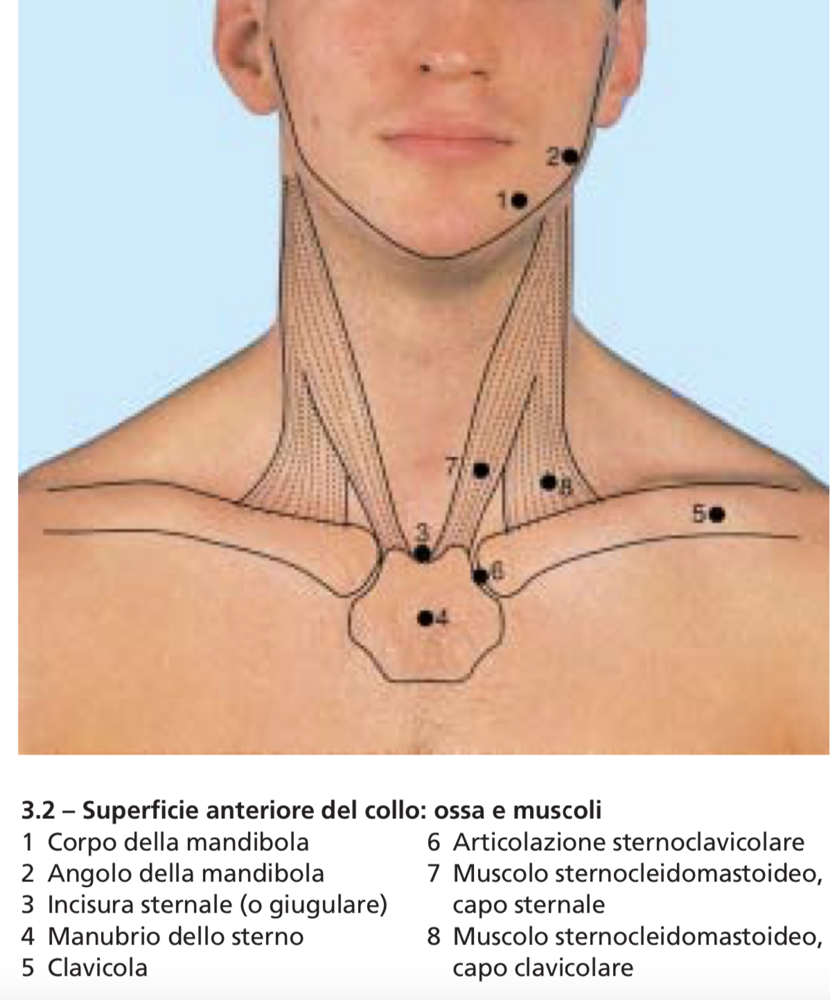 2
1
7
8
5
3
6
4
3.2 – Superficie anteriore del collo: ossa e muscoli
1 Corpo della mandibola
2 Angolo della mandibola
3 Incisura sternale (o giugulare)
4 Manubrio dello sterno
5 Clavicola
6 Articolazione sternoclavicolare
7 Muscolo sternocleidomastoideo,
capo sternale
8 Muscolo sternocleidomastoideo,
capo clavicolare